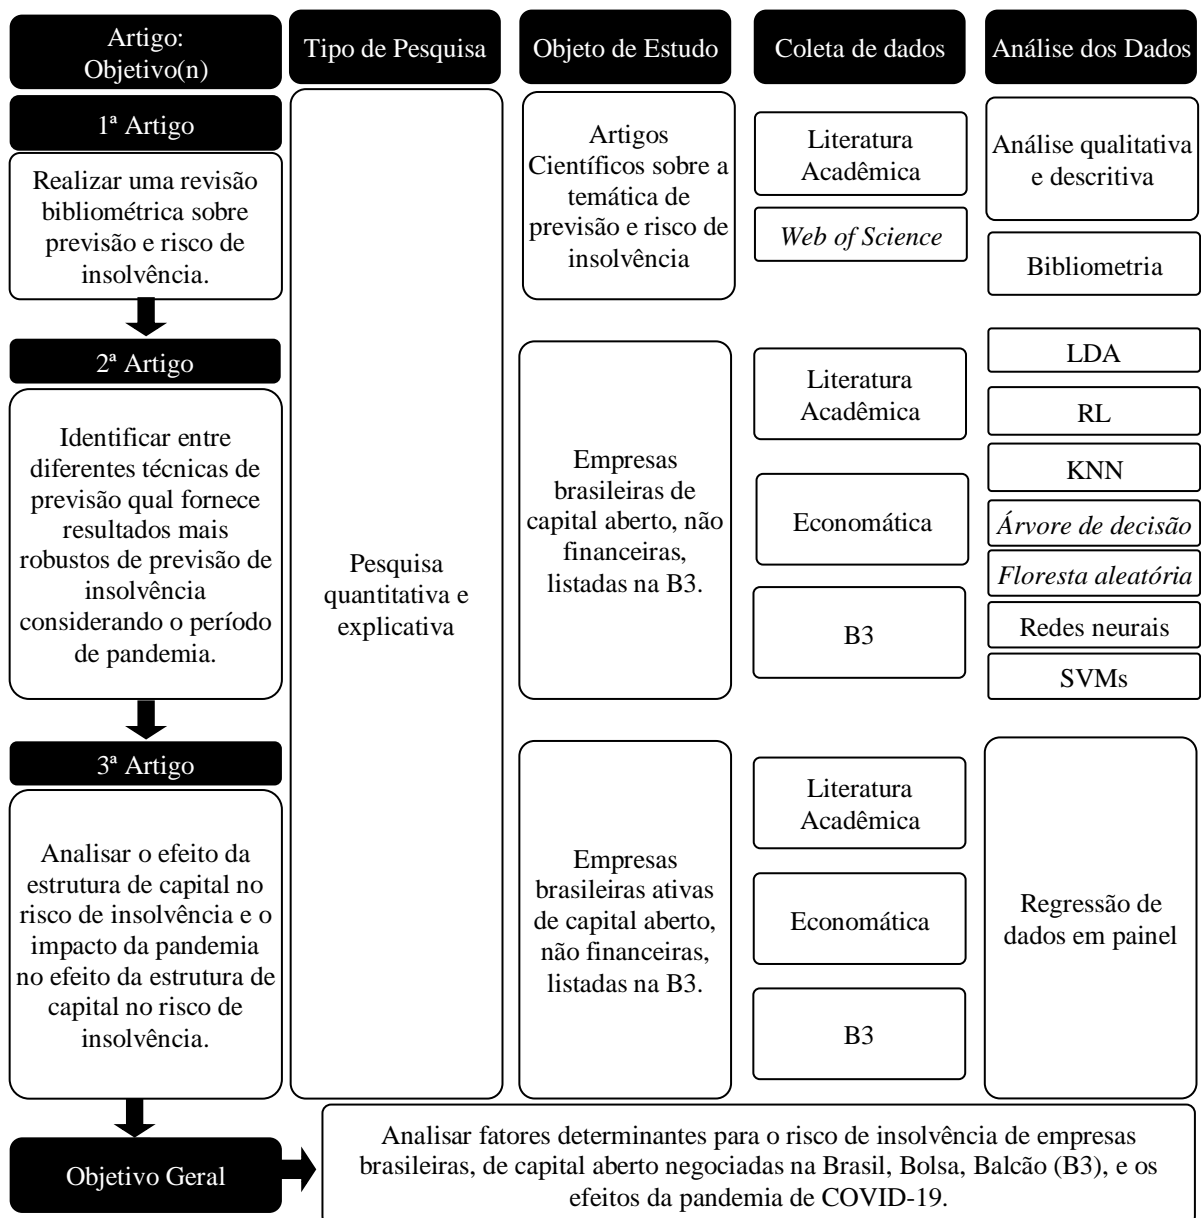 Artigo:
Objetivo(n)
Tipo de Pesquisa
Objeto de Estudo
Coleta de dados
Análise dos Dados
1ª Artigo
Realizar uma revisão
bibliométrica sobre
previsão e risco de
insolvência.
Pesquisa
quantitativa e
explicativa
Artigos
Científicos sobre a
temática de
previsão e risco de
insolvência
Literatura
Acadêmica
Web of Science
Análise qualitativa
e descritiva
Bibliometria
2ª Artigo
Identificar entre
diferentes técnicas de
previsão qual fornece
resultados mais
robustos de previsão de
insolvência
considerando o período
de pandemia.
Empresas
brasileiras de
capital aberto, não
financeiras,
listadas na B3.
Literatura
Acadêmica
Economática
B3
LDA
RL
KNN
Árvore de decisão
Floresta aleatória
Redes neurais
SVMs
3ª Artigo
Analisar o efeito da
estrutura de capital no
risco de insolvência e o
impacto da pandemia
no efeito da estrutura de
capital no risco de
insolvência.
Empresas
brasileiras ativas
de capital aberto,
não financeiras,
listadas na B3.
Literatura
Acadêmica
Economática
B3
Regressão de
dados em painel
Objetivo Geral
Analisar fatores determinantes para o risco de insolvência de empresas
brasileiras, de capital aberto negociadas na Brasil, Bolsa, Balcão (B3), e os
efeitos da pandemia de COVID-19.